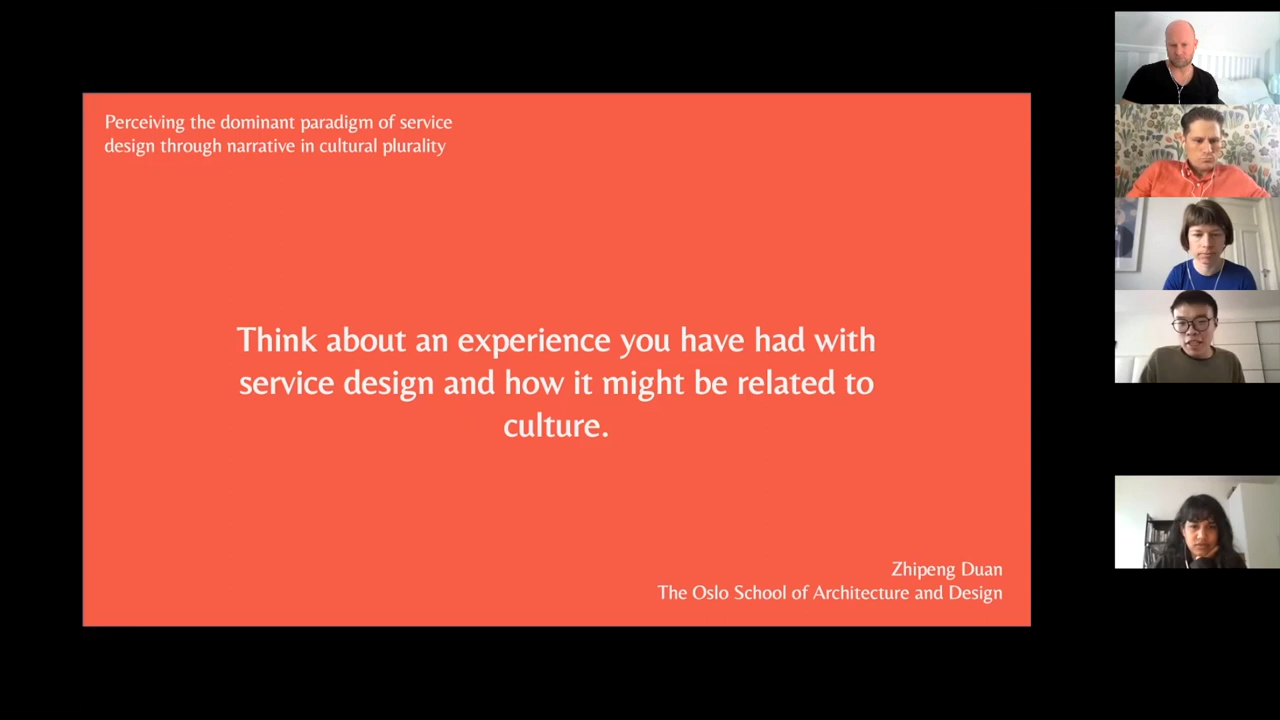 Perceiving the dominant paradigm of service
design through narrative in cultural plurality
Think about an experience you have had with
service design and how it might be related to
culture.
Zhipeng Duan
The Oslo School of Architecture and Design